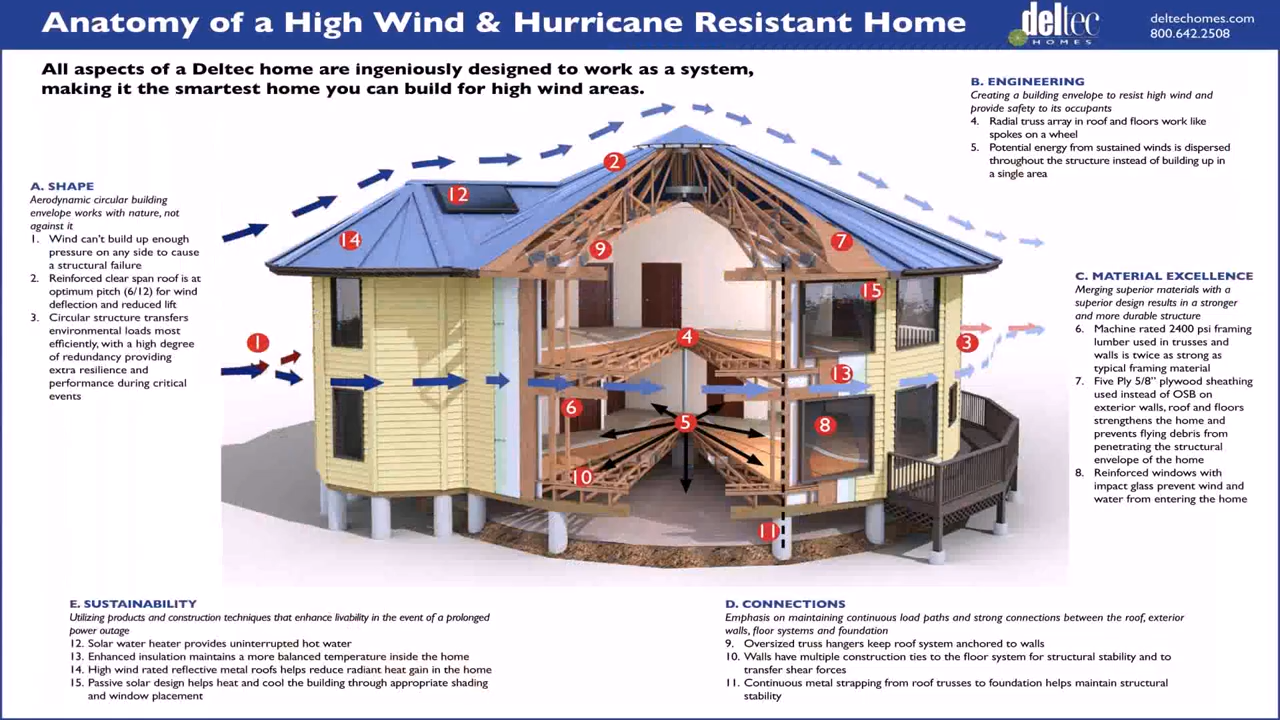 Anatomy of a High Wind & Hurricane Resistant Home
deltec
HOMES
deltechomes.com
800.642.2508
All aspects of a Deltec home are ingeniously designed to work as a system,
making it the smartest home you can build for high wind areas.
A. SHAPE
Aerodynamic circular building
envelope works with nature, not
against it
1. Wind can't build up enough
pressure on any side to cause
a structural failure
2. Reinforced clear span roof is at
optimum pitch (6/12) for wind
deflection and reduced lift
3. Circular structure transfers
environmental loads most
efficiently, with a high degree
of redundancy providing
extra resilience and
performance during critical
events
B. ENGINEERING
Creating a building envelope to resist high wind and
provide safety to its occupants
4. Radial truss array in roof and floors work like
spokes on a wheel
5. Potential energy from sustained winds is dispersed
throughout the structure instead of building up in
a single area
C. MATERIAL EXCELLENCE
Merging superior materials with a
superior design results in a stronger
and more durable structure
6. Machine rated 2400 psi framing
lumber used in trusses and
walls is twice as strong as
typical framing material
7. Five Ply 5/8" plywood sheathing
used instead of OSB on
exterior walls, roof and floors
strengthens the home and
prevents flying debris from
penetrating the structural
envelope of the home
8. Reinforced windows with
impact glass prevent wind and
water from entering the home
2
12
14
9
7
15
1
4
3
13
6
5
8
10
11
E. SUSTAINABILITY
Utilizing products and construction techniques that enhance livability in the event of a prolonged
power outage
12. Solar water heater provides uninterrupted hot water
13. Enhanced insulation maintains a more balanced temperature inside the home
14. High wind rated reflective metal roofs helps reduce radiant heat gain in the home
15. Passive solar design helps heat and cool the building through appropriate shading
and window placement
D. CONNECTIONS
Emphasis on maintaining continuous load paths and strong connections between the roof, exterior
walls, floor systems and foundation
9. Oversized truss hangers keep roof system anchored to walls
10. Walls have multiple construction ties to the floor system for structural stability and to
transfer shear forces
11. Continuous metal strapping from roof trusses to foundation helps maintain structural
stability